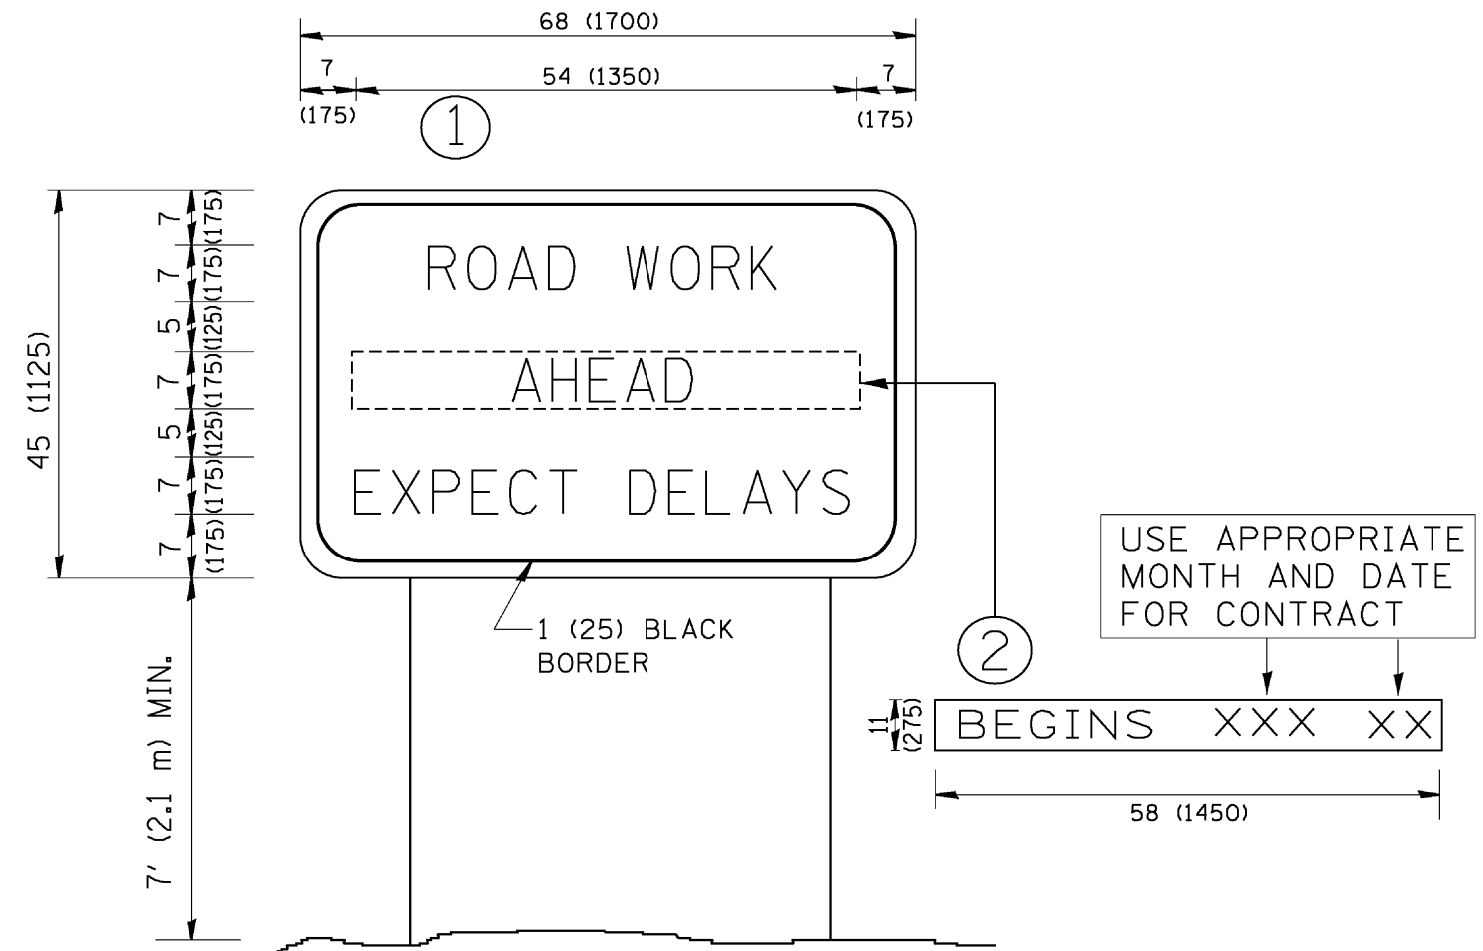 68 (1700)
7
54 (1350)
7
(175)
(175)
1
7
(175)
7
(175)
5
(125)
7
(175)
5
(125)
7
(175)
7
(175)
45 (1125)
ROAD WORK
AHEAD
EXPECT DELAYS
1 (25) BLACK
BORDER
7' (2.1 m) MIN.
USE APPROPRIATE
MONTH AND DATE
FOR CONTRACT
2
11
(275)
BEGINS XXX XX
58 (1450)